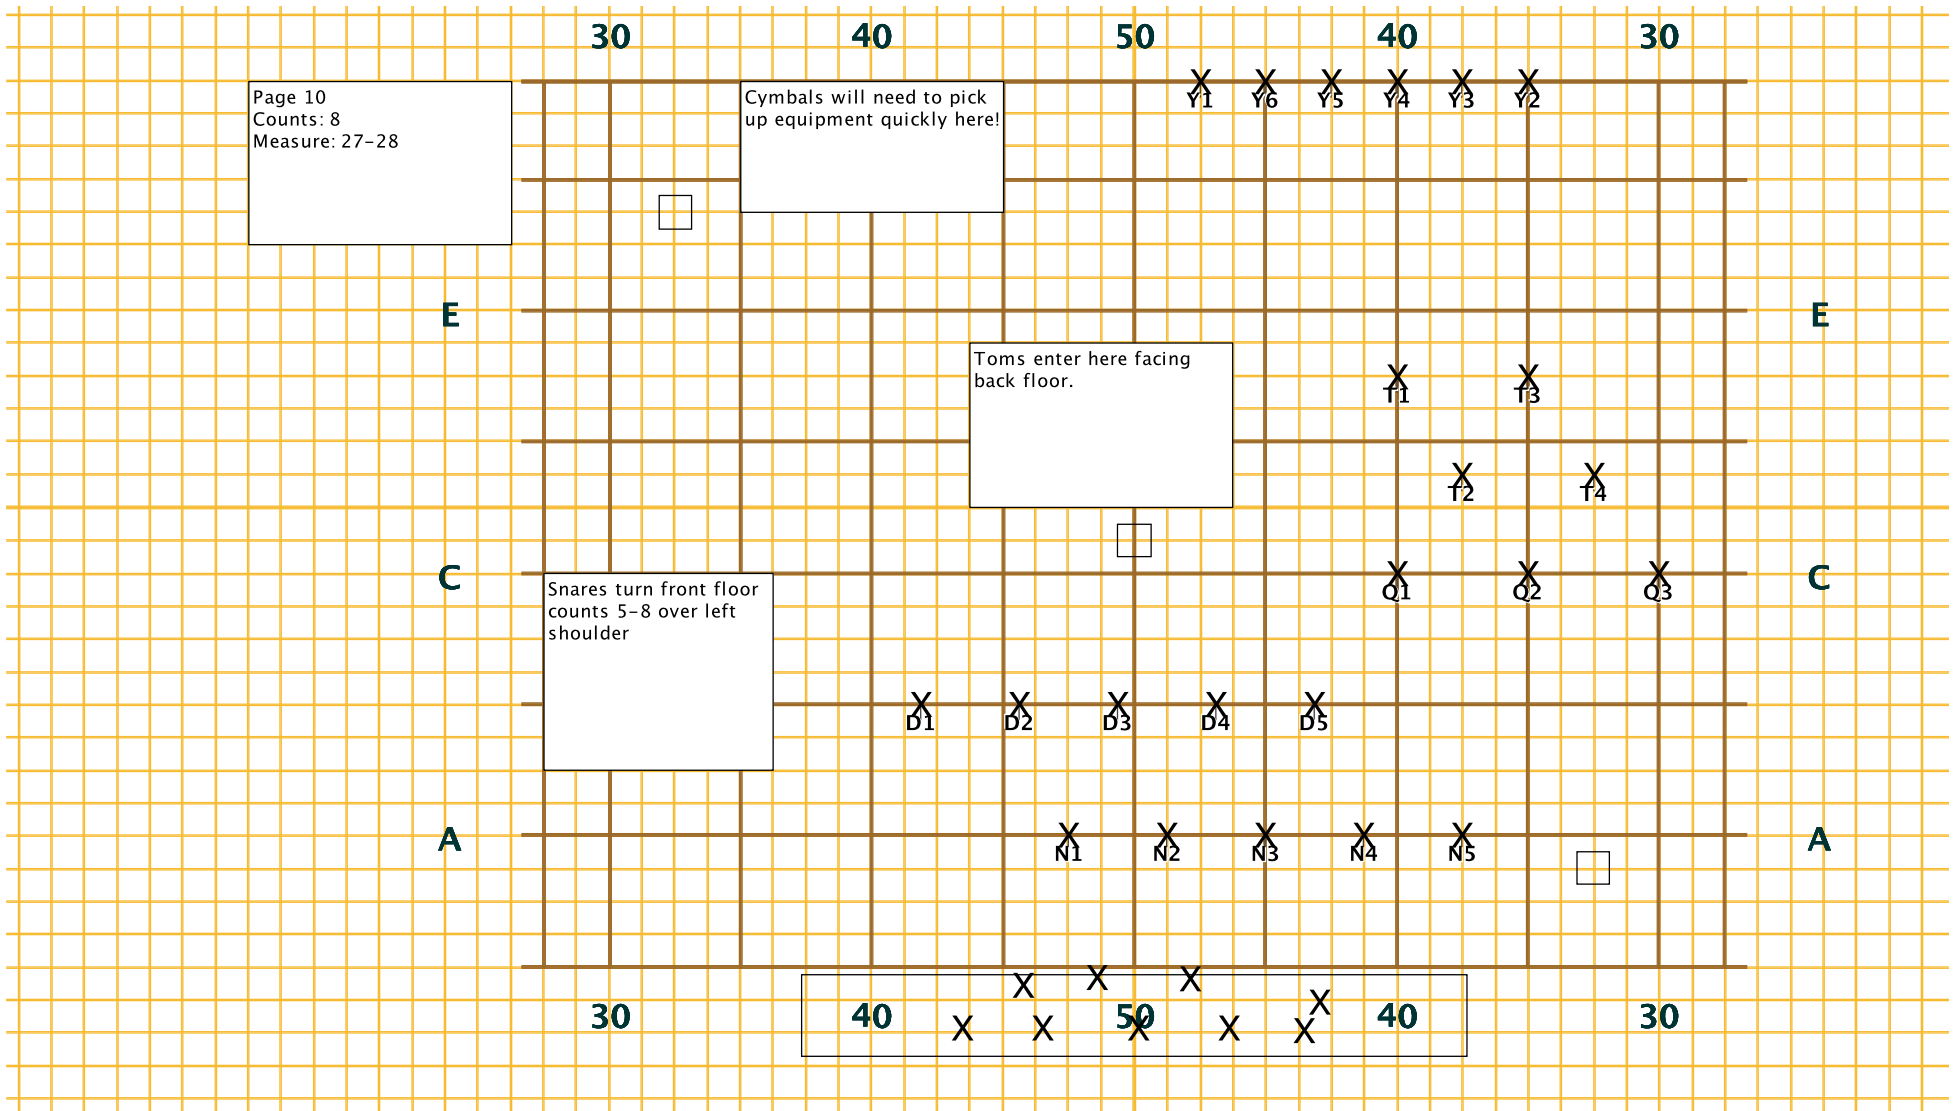 30 40 50 40 30
Page 10
Counts: 8
Measure: 27-28
Cymbals will need to pick
up equipment quickly here!
Y1 Y6 Y5 Y4 Y3 Y2
E E
Toms enter here facing
back floor.
T1 T3
T2 T4
C C
Q1 Q2 Q3
Snares turn front floor
counts 5-8 over left
shoulder
D1 D2 D3 D4 D5
A A
N1 N2 N3 N4 N5
30 40 50 40 30